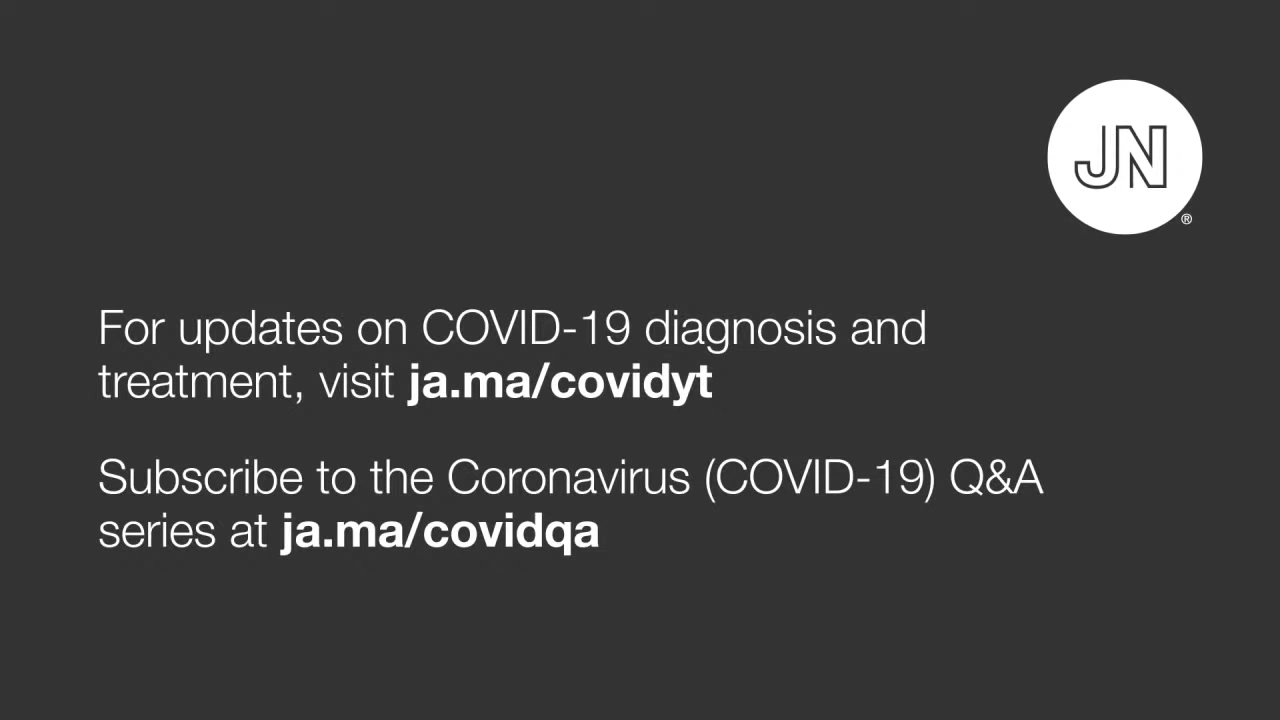 JN
®
For updates on COVID-19 diagnosis and
treatment, visit ja.ma/covidyt
Subscribe to the Coronavirus (COVID-19) Q&A
series at ja.ma/covidqa